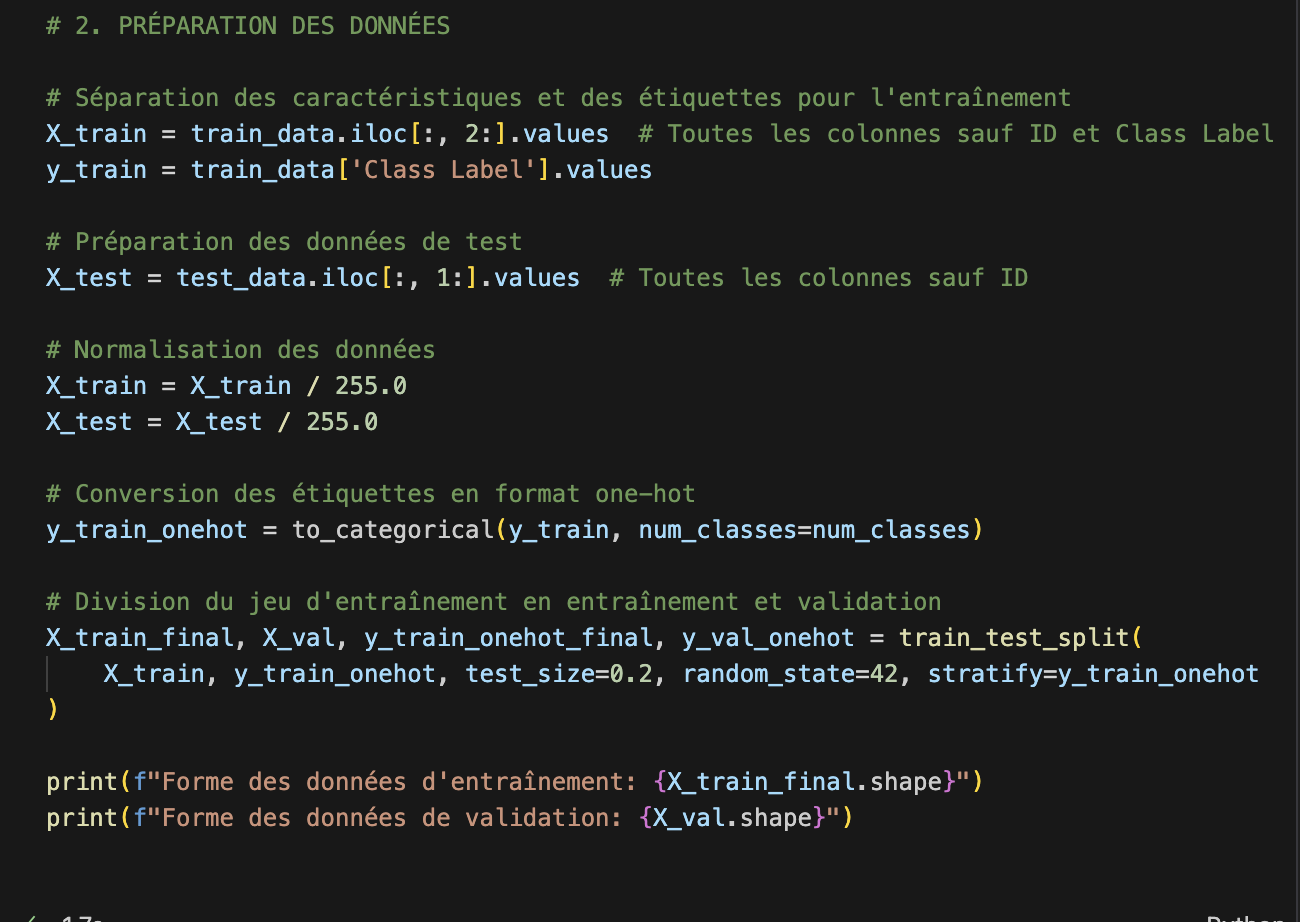 # 2. PRÉPARATION DES DONNÉES
# Séparation des caractéristiques et des étiquettes pour l'entraînement
X_train = train_data.iloc[:, 2:].values  # Toutes les colonnes sauf ID et Class Label
y_train = train_data['Class Label'].values
# Préparation des données de test
X_test = test_data.iloc[:, 1:].values  # Toutes les colonnes sauf ID
# Normalisation des données
X_train = X_train / 255.0
X_test = X_test / 255.0
# Conversion des étiquettes en format one-hot
y_train_onehot = to_categorical(y_train, num_classes=num_classes)
# Division du jeu d'entraînement en entraînement et validation
X_train_final, X_val, y_train_onehot_final, y_val_onehot = train_test_split(
    X_train, y_train_onehot, test_size=0.2, random_state=42, stratify=y_train_onehot
)
print(f"Forme des données d'entraînement: {X_train_final.shape}")
print(f"Forme des données de validation: {X_val.shape}")
Python